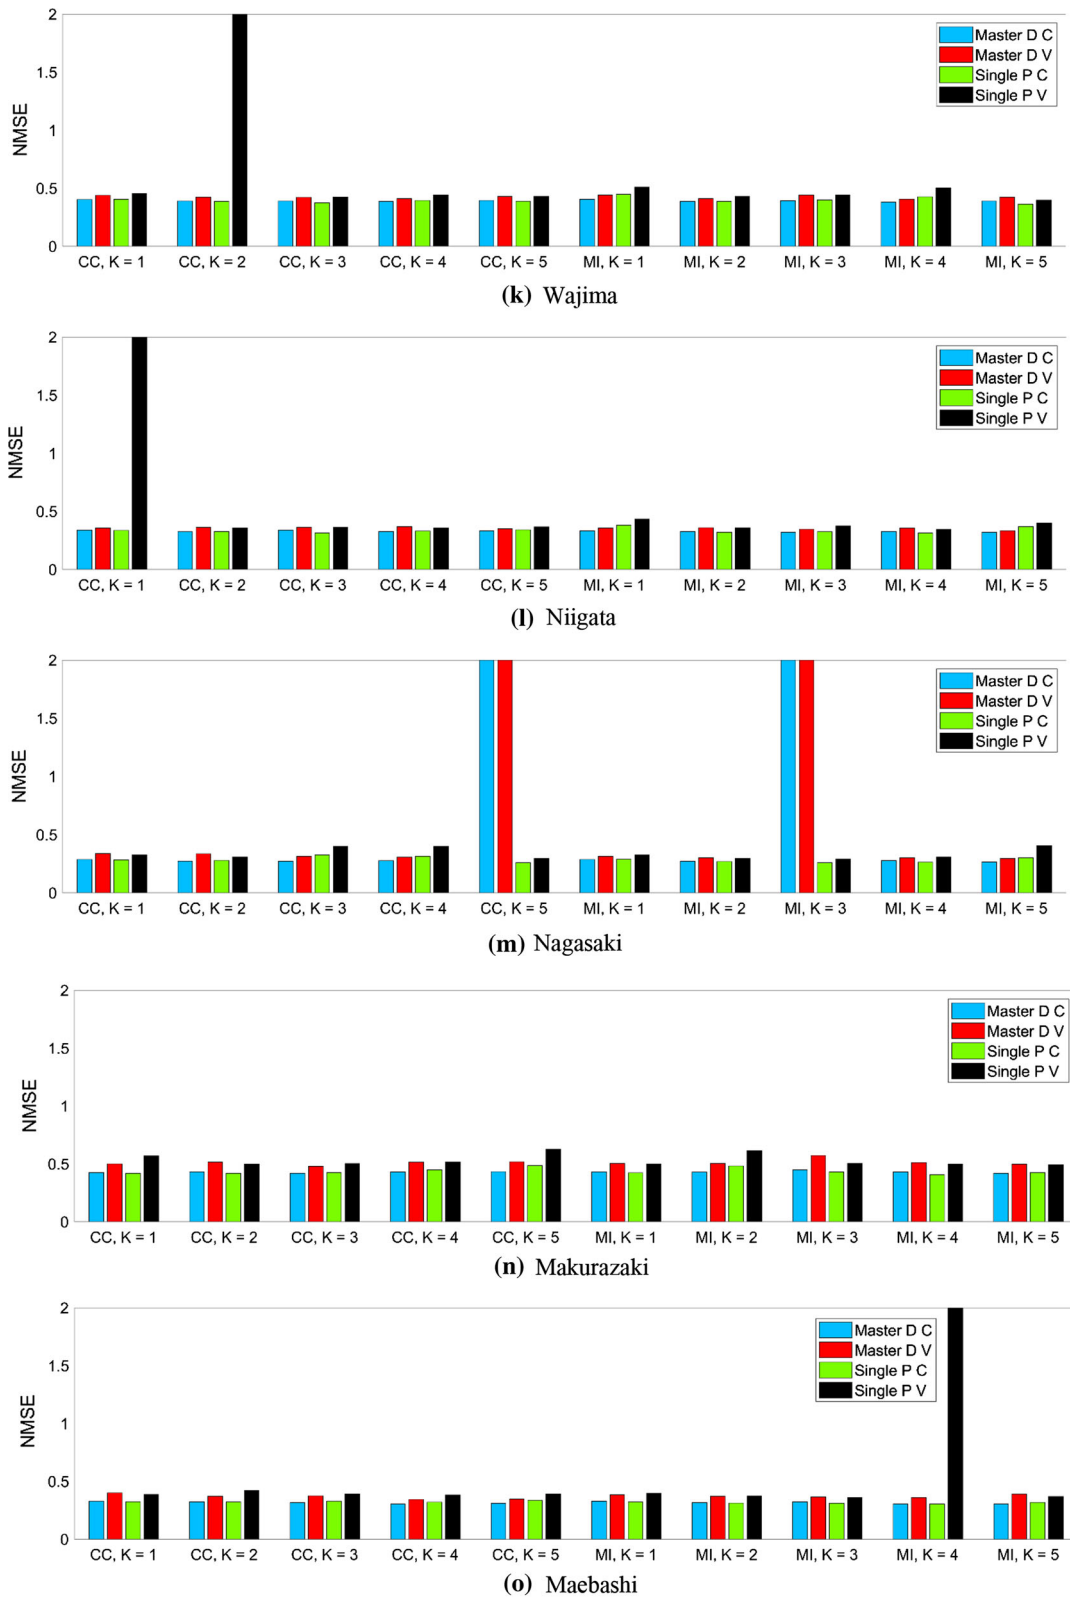 2
1.5
1
0.5
0
NMSE
Master D C
Master D V
Single P C
Single P V
CC, K = 1 CC, K = 2 CC, K = 3 CC, K = 4 CC, K = 5 MI, K = 1 MI, K = 2 MI, K = 3 MI, K = 4 MI, K = 5
(k) Wajima
2
1.5
1
0.5
0
NMSE
Master D C
Master D V
Single P C
Single P V
CC, K = 1 CC, K = 2 CC, K = 3 CC, K = 4 CC, K = 5 MI, K = 1 MI, K = 2 MI, K = 3 MI, K = 4 MI, K = 5
(l) Niigata
2
1.5
1
0.5
0
NMSE
Master D C
Master D V
Single P C
Single P V
CC, K = 1 CC, K = 2 CC, K = 3 CC, K = 4 CC, K = 5 MI, K = 1 MI, K = 2 MI, K = 3 MI, K = 4 MI, K = 5
(m) Nagasaki
2
1.5
1
0.5
0
NMSE
Master D C
Master D V
Single P C
Single P V
CC, K = 1 CC, K = 2 CC, K = 3 CC, K = 4 CC, K = 5 MI, K = 1 MI, K = 2 MI, K = 3 MI, K = 4 MI, K = 5
(n) Makurazaki
2
1.5
1
0.5
0
NMSE
Master D C
Master D V
Single P C
Single P V
CC, K = 1 CC, K = 2 CC, K = 3 CC, K = 4 CC, K = 5 MI, K = 1 MI, K = 2 MI, K = 3 MI, K = 4 MI, K = 5
(o) Maebashi